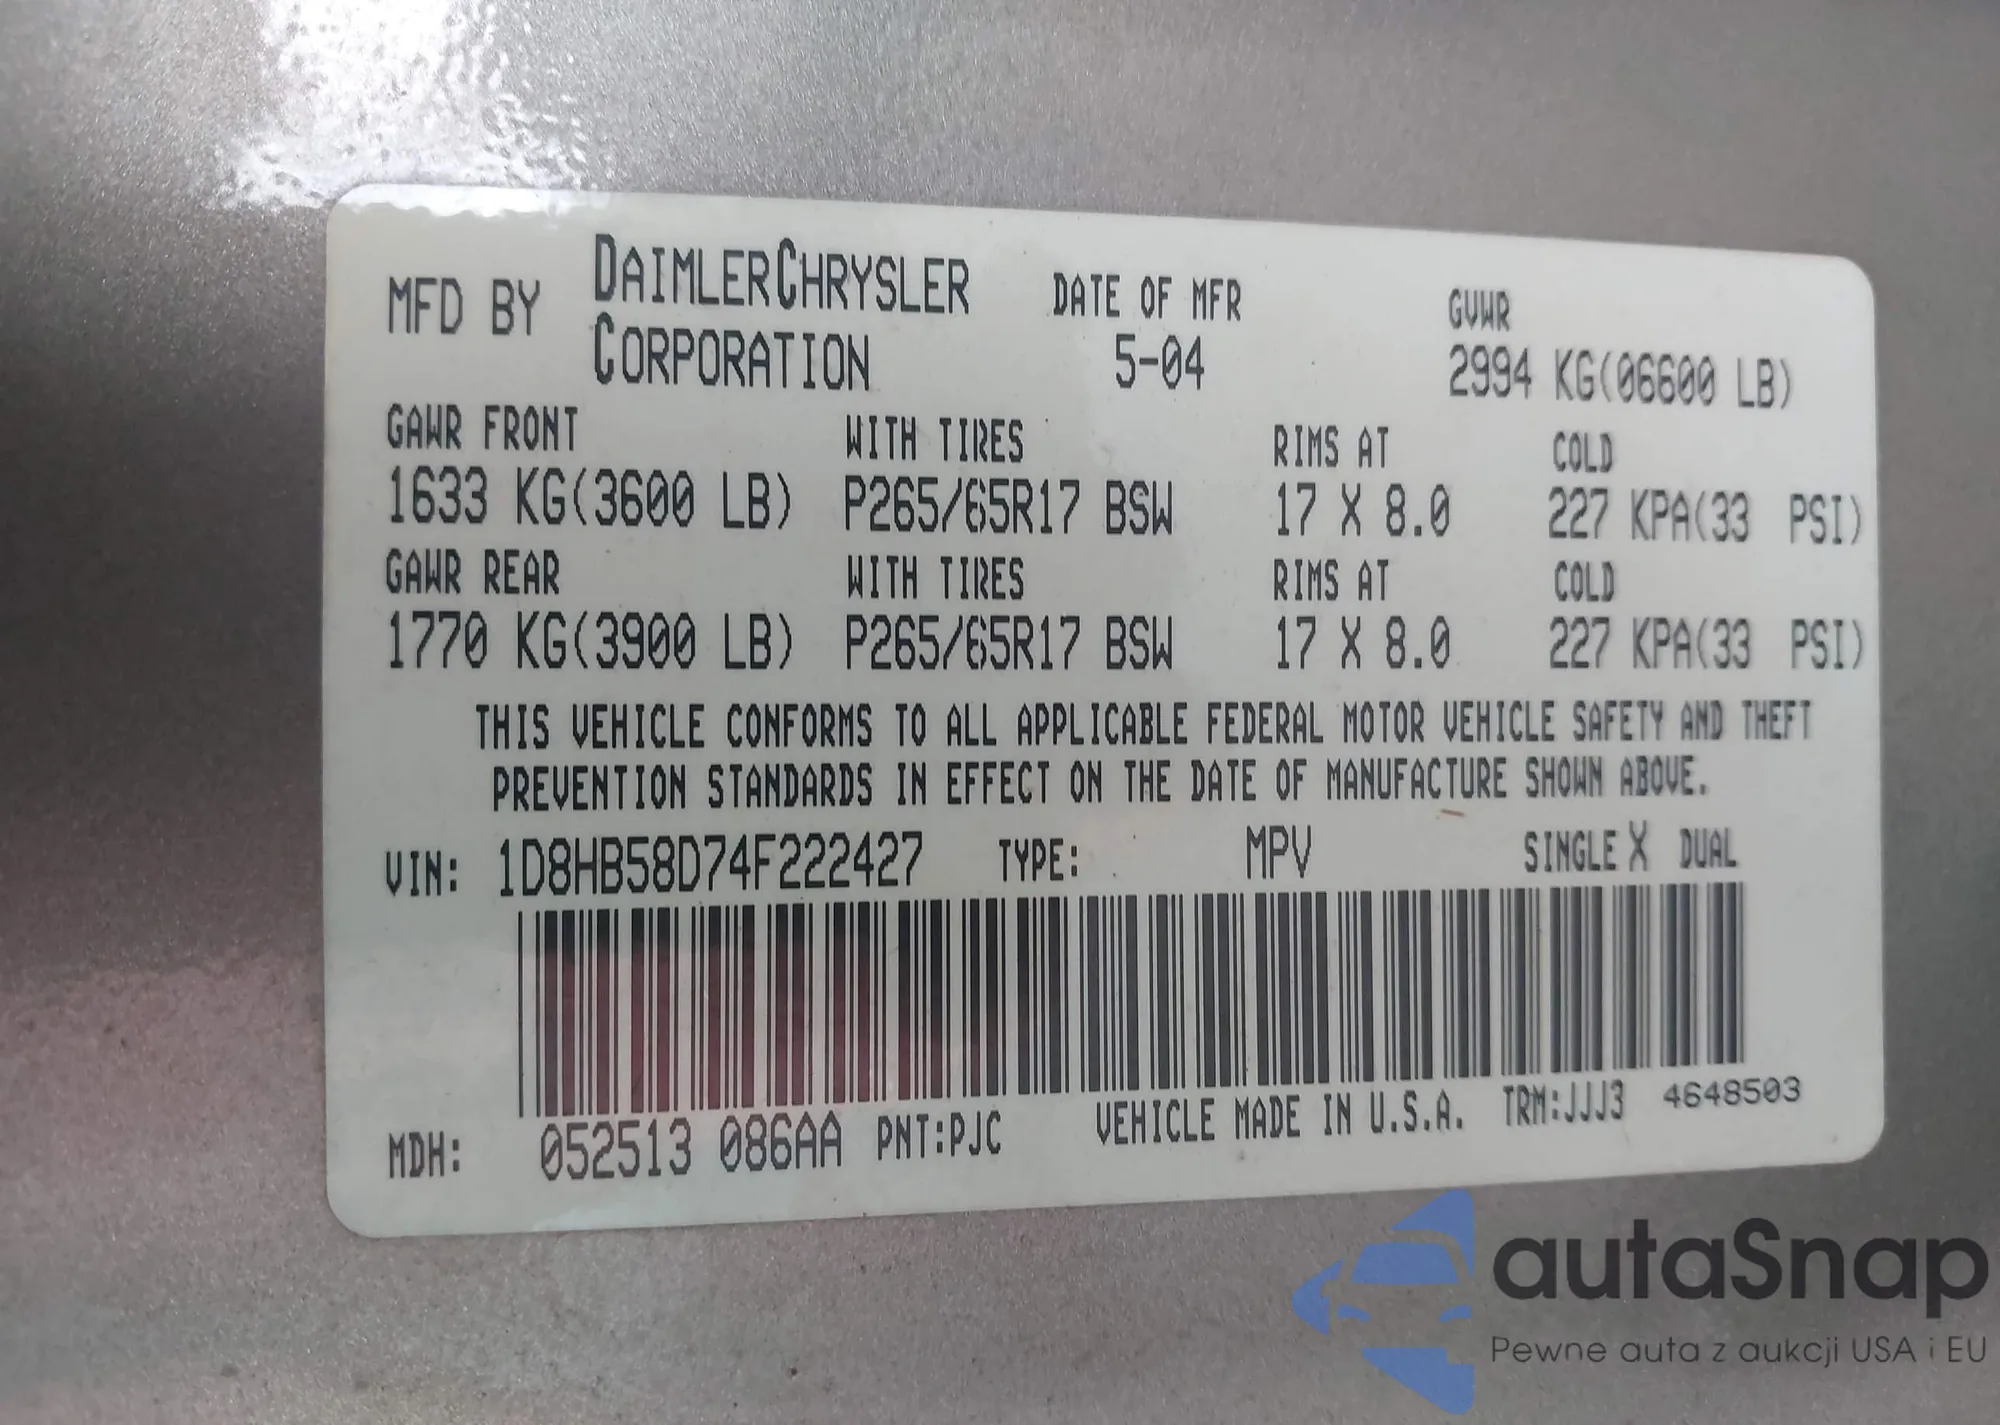 MFD BY DAIMLERCHRYSLER CORPORATION DATE OF MFR 5-04 GVWR 2994 KG(06600 LB)
GAWR FRONT WITH TIRES RIMS AT COLD
1633 KG(3600 LB) P265/65R17 BSW 17 X 8.0 227 KPA(33 PSI)
GAWR REAR WITH TIRES RIMS AT COLD
1770 KG(3900 LB) P265/65R17 BSW 17 X 8.0 227 KPA(33 PSI)
THIS VEHICLE CONFORMS TO ALL APPLICABLE FEDERAL MOTOR VEHICLE SAFETY AND THEFT
PREVENTION STANDARDS IN EFFECT ON THE DATE OF MANUFACTURE SHOWN ABOVE.
VIN: 1D8HB58D74F222427 TYPE: MPV SINGLE X DUAL
MDH: 052513 086AA PNT:PJC VEHICLE MADE IN U.S.A. TRM:JJJ3 4648503
autaSnap
Pewne auta z aukcji USA i EU